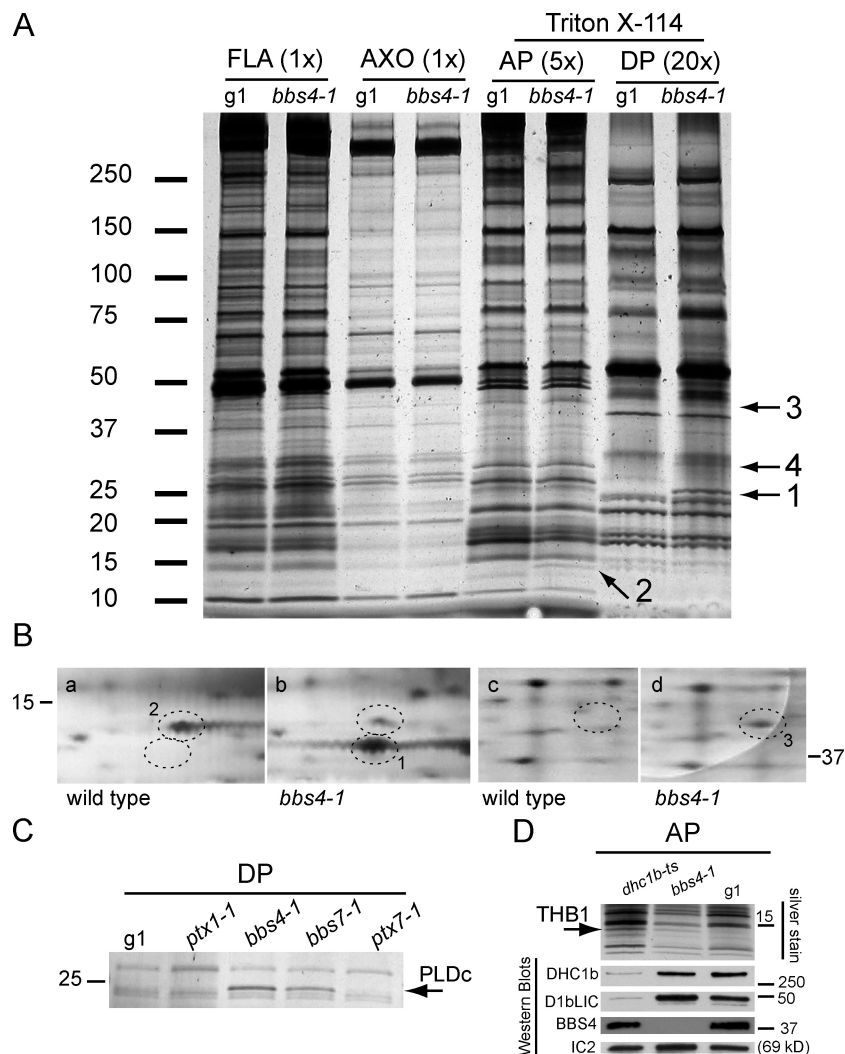 A
Triton X-114
FLA (1x) AXO (1x) AP (5x) DP (20x)
g1 bbs4-1 g1 bbs4-1 g1 bbs4-1 g1 bbs4-1
250
150
100
75
50
3
37
4
25
1
20
15
2
10
B
a b c d
15
2
1
3
37
wild type bbs4-1 wild type bbs4-1
C
DP
g1 ptx1-1 bbs4-1 bbs7-1 ptx7-1
25
PLDc
D
AP
dhc1b-ts bbs4-1 g1
THB1
15
silver stain
Western Blots
DHC1b
250
D1bLIC
50
BBS4
37
IC2
(69 kD)